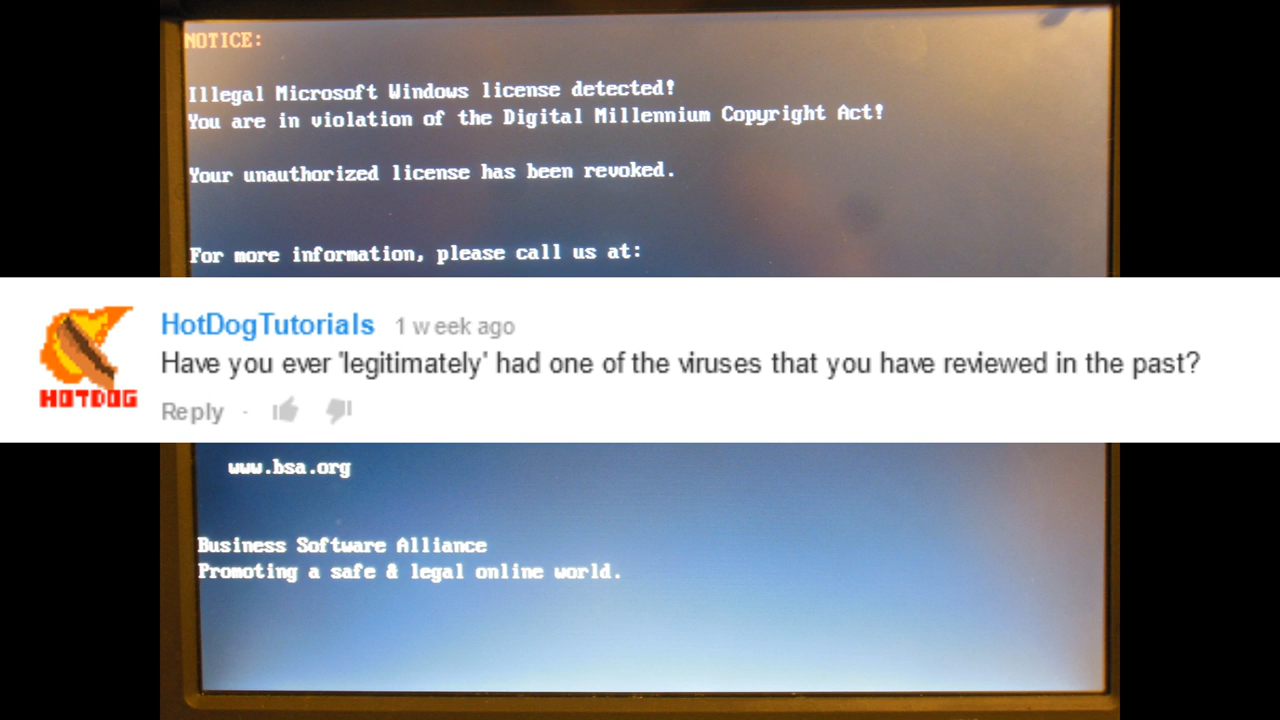 NOTICE:
Illegal Microsoft Windows license detected!
You are in violation of the Digital Millennium Copyright Act!
Your unauthorized license has been revoked.
For more information, please call us at:
HotDogTutorials 1 week ago
Have you ever 'legitimately' had one of the viruses that you have reviewed in the past?
HOTDOG
Reply ·
www.bsa.org
Business Software Alliance
Promoting a safe & legal online world.